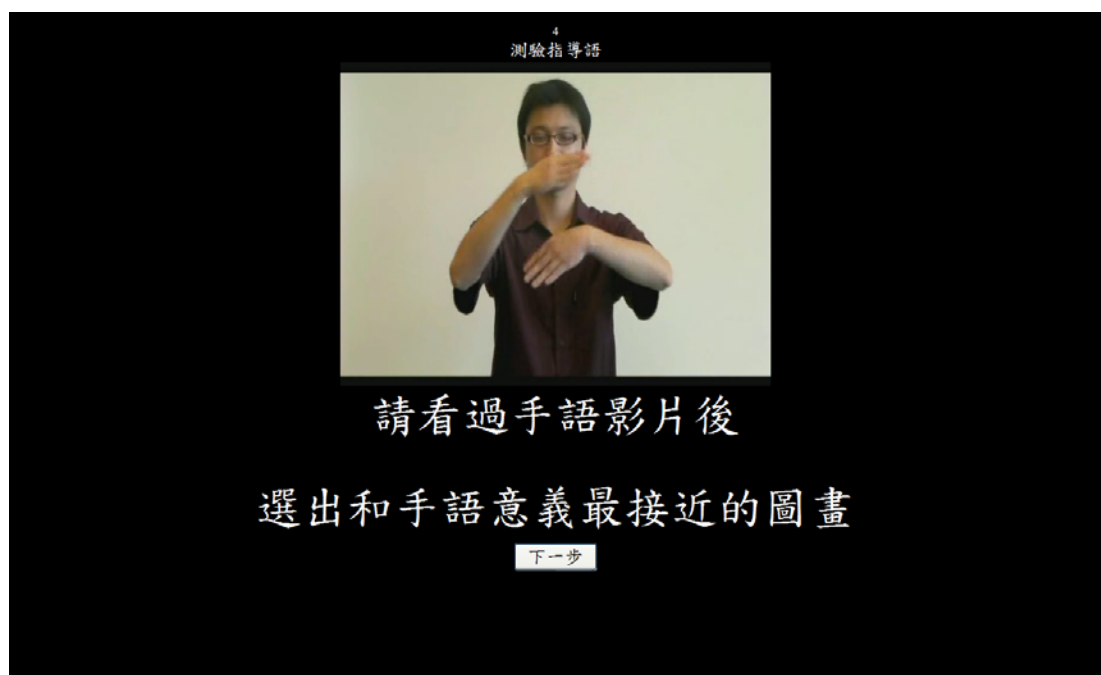 4
測驗指導語
請看過手語影片後
選出和手語意義最接近的圖畫
下一步